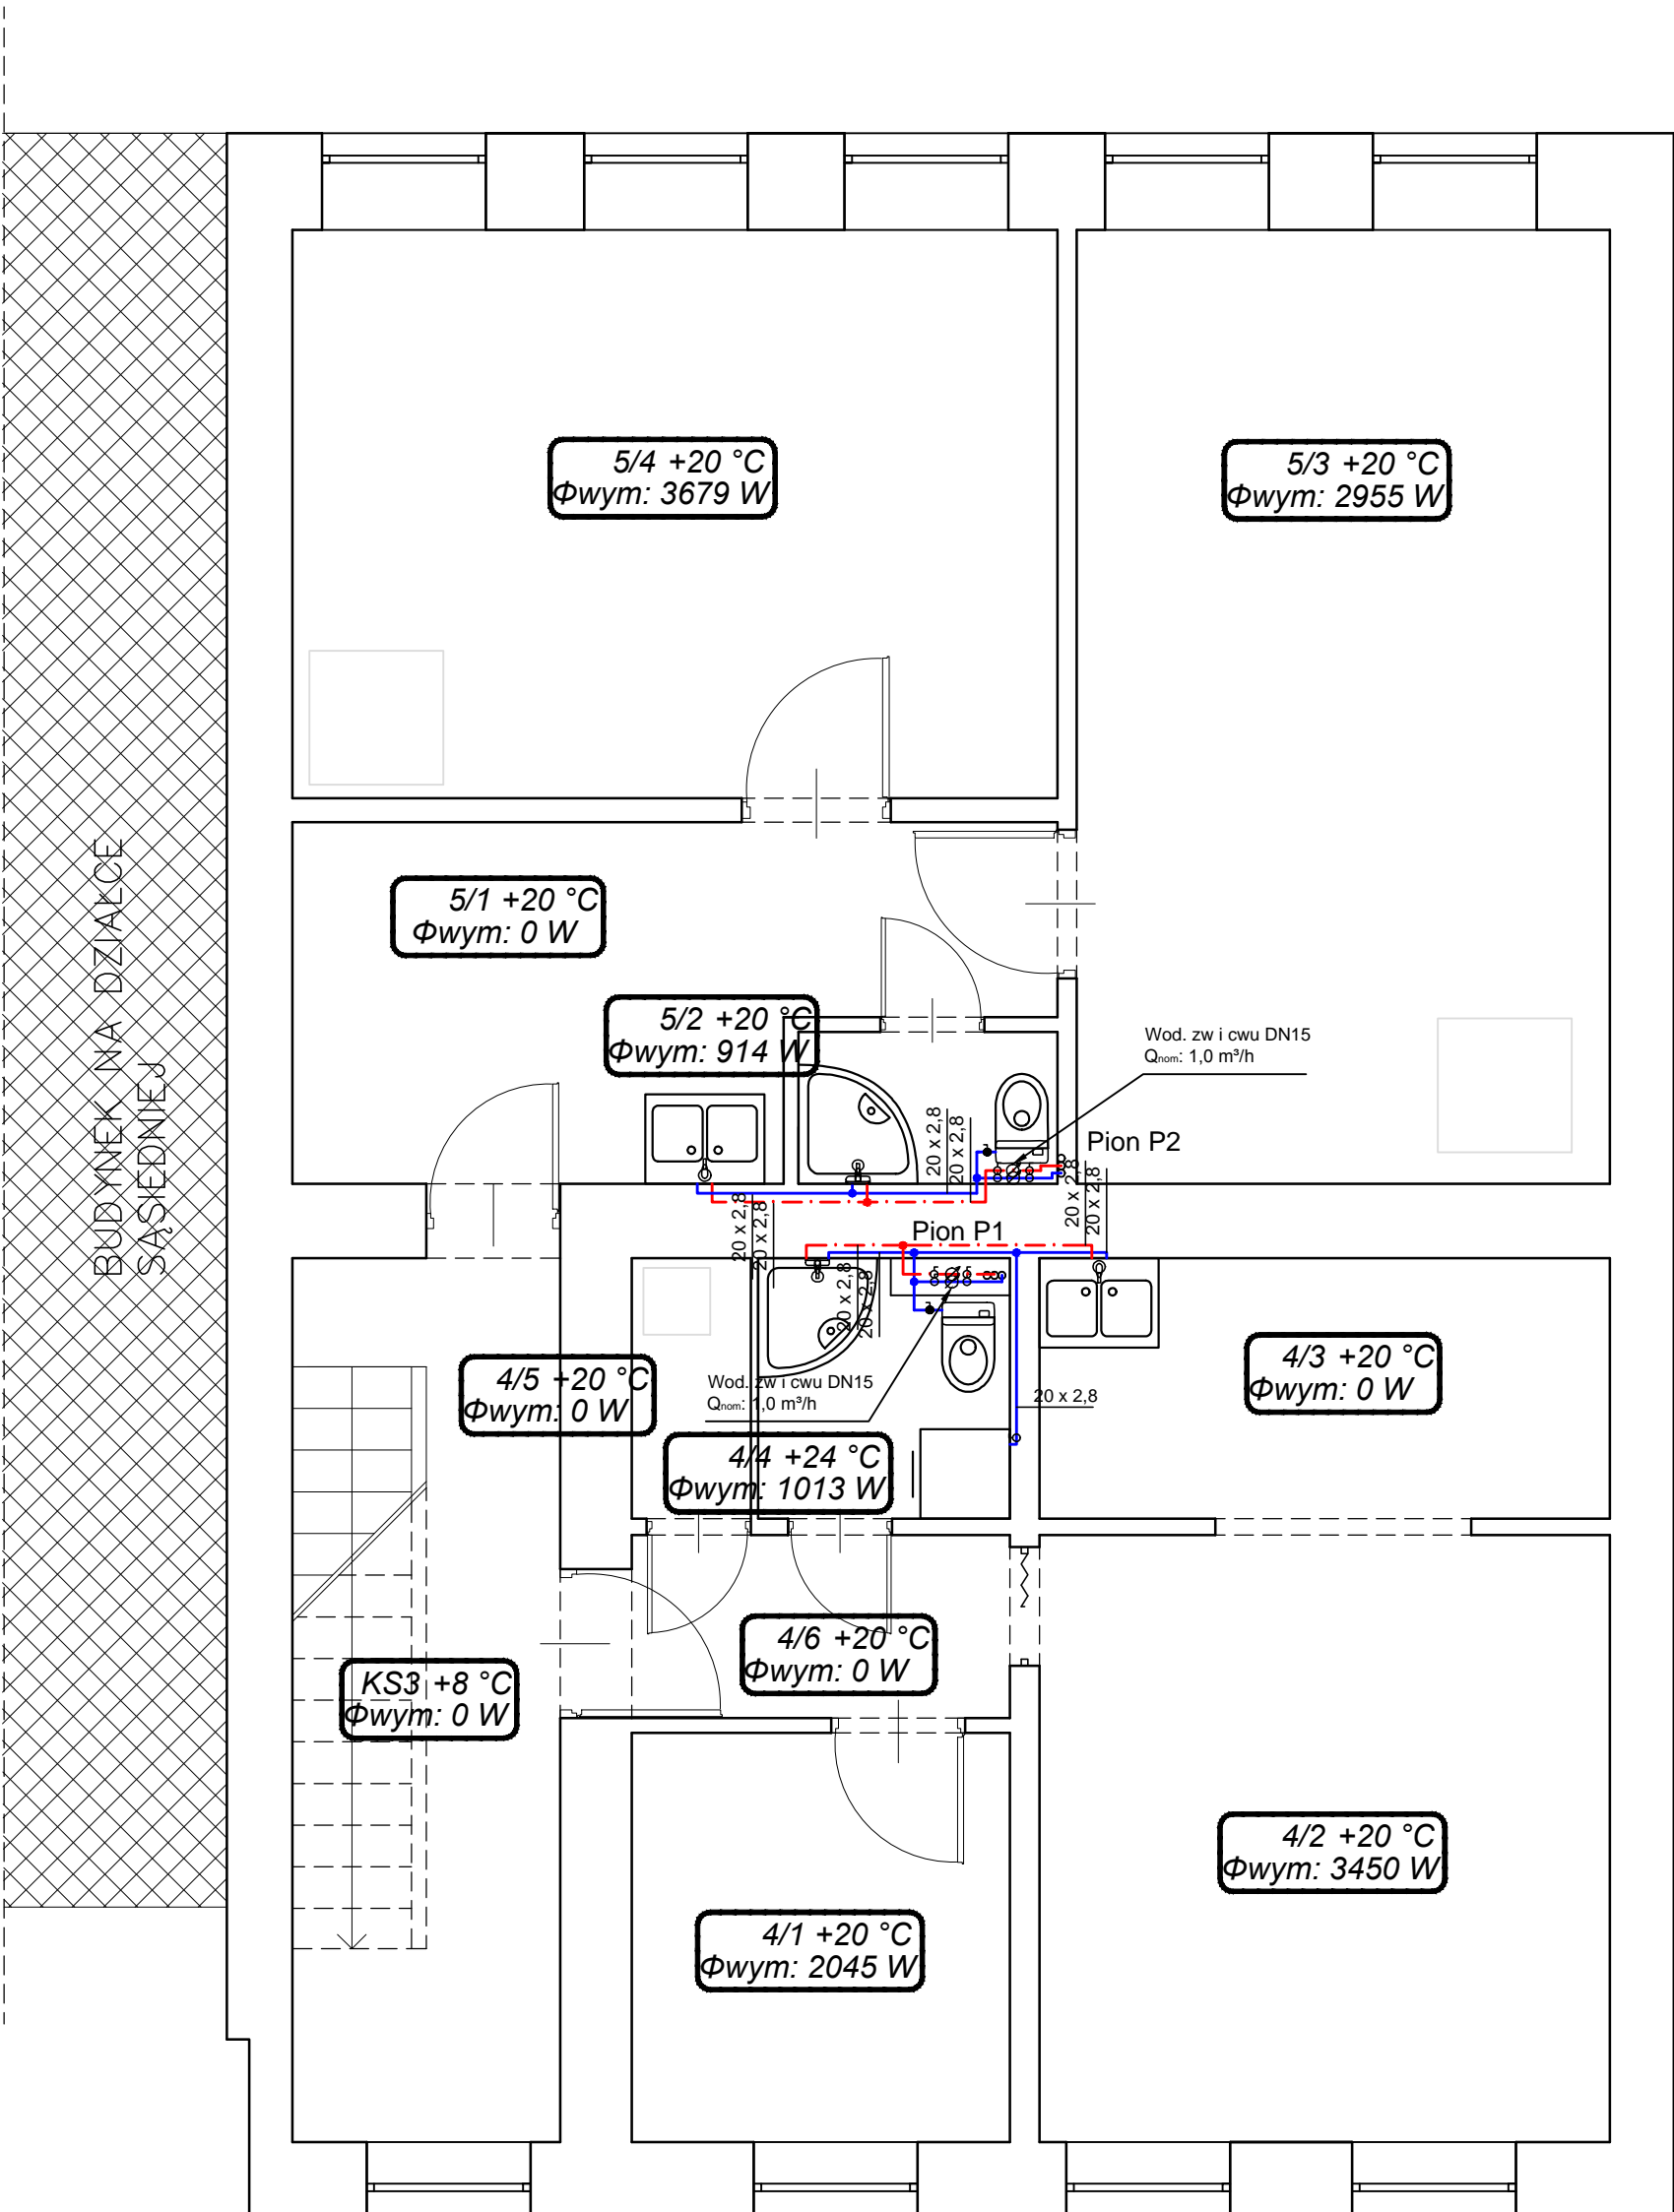 5/4 +20 °C
Φwym: 3679 W
5/3 +20 °C
Φwym: 2955 W
5/1 +20 °C
Φwym: 0 W
5/2 +20 °C
Φwym: 914 W
BUDYNEK NA DZIAŁCE
SĄSIEDNIEJ
Wod. zw i cwu DN15
Qnom: 1,0 m³/h
20 x 2,8
20 x 2,8
Pion P2
20 x 2,8
20 x 2,8
20 x 2,8
20 x 2,8
Pion P1
20 x 2,8
20 x 2,8
4/5 +20 °C
Φwym: 0 W
Wod. zw i cwu DN15
Qnom: 1,0 m³/h
20 x 2,8
4/3 +20 °C
Φwym: 0 W
4/4 +24 °C
Φwym: 1013 W
4/6 +20 °C
Φwym: 0 W
KS3 +8 °C
Φwym: 0 W
4/2 +20 °C
Φwym: 3450 W
4/1 +20 °C
Φwym: 2045 W